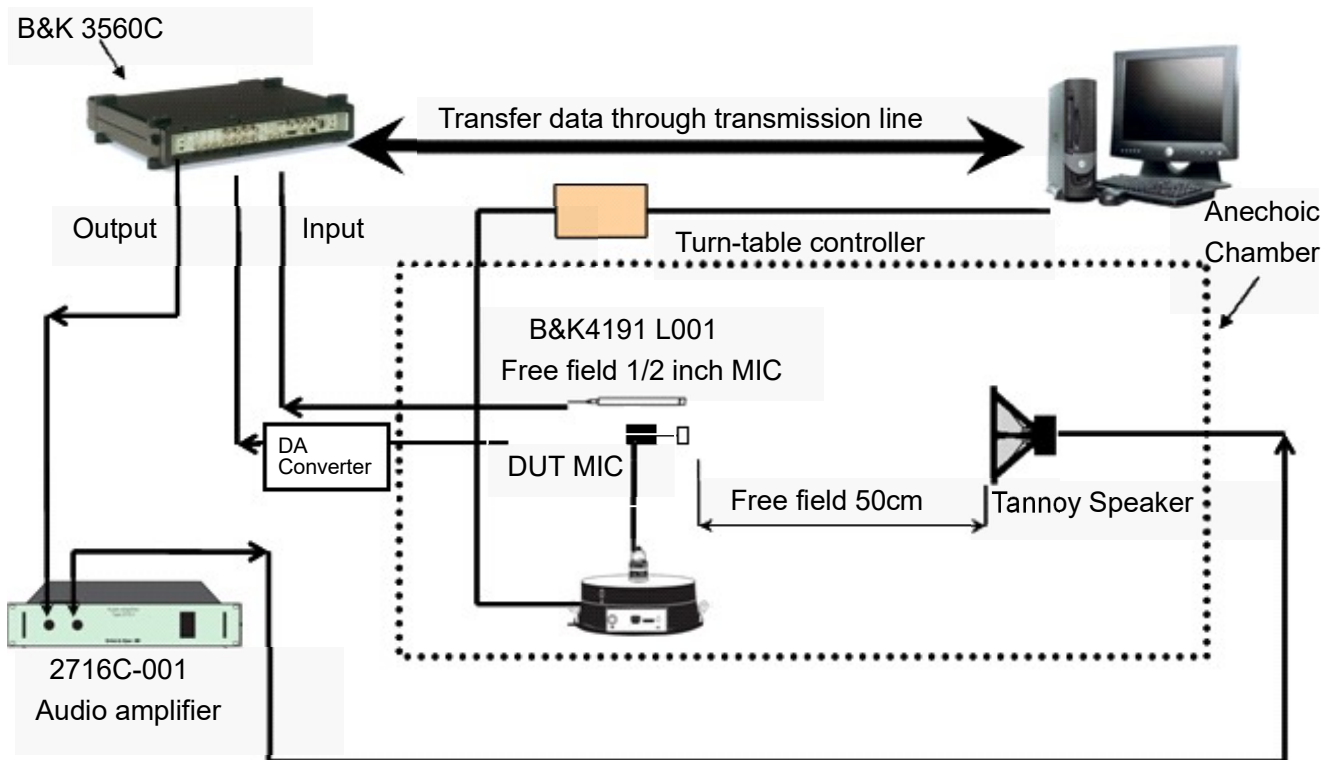 B&K 3560C
Transfer data through transmission line
Output
Input
Turn-table controller
Anechoic
Chamber
B&K4191 L001
Free field 1/2 inch MIC
DA
Converter
DUT MIC
Free field 50cm
Tannoy Speaker
2716C-001
Audio amplifier